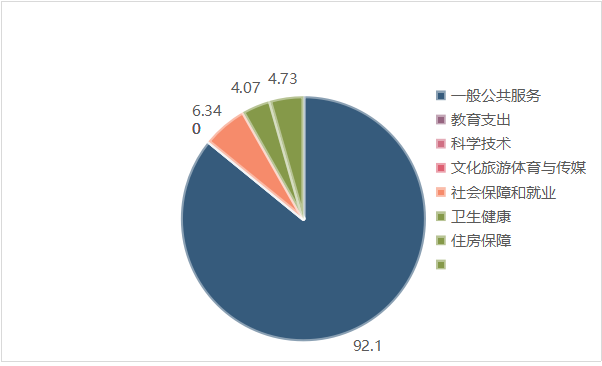 4.73
4.07
6.34
0
92.1
一般公共服务
教育支出
科学技术
文化旅游体育与传媒
社会保障和就业
卫生健康
住房保障